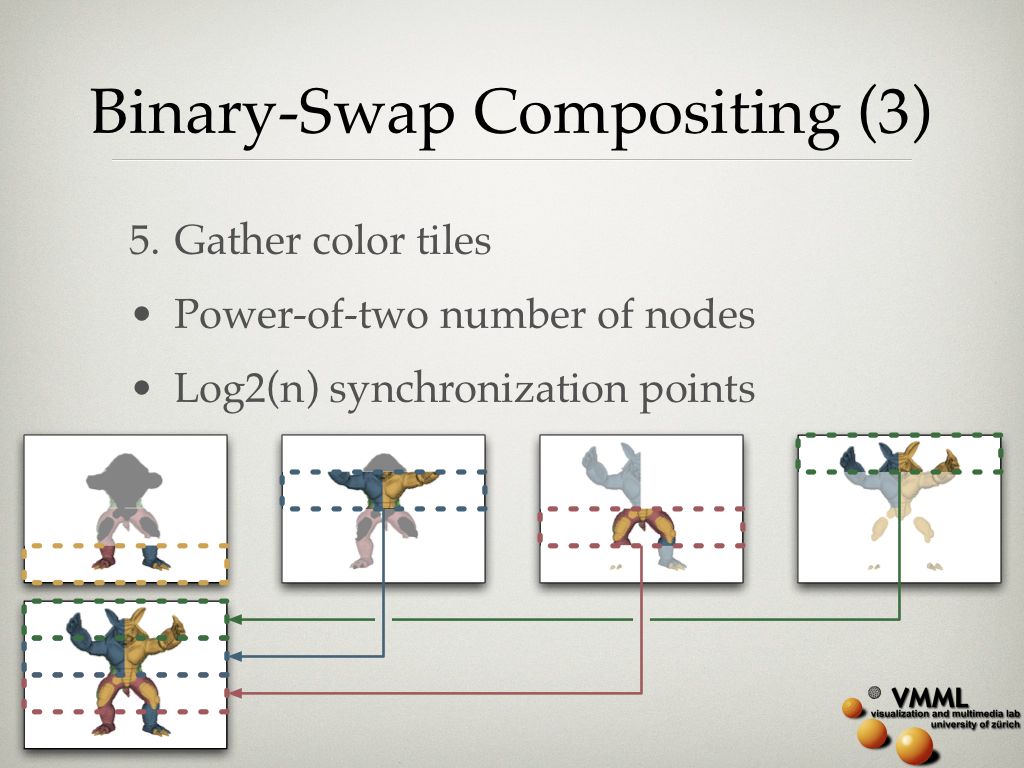 Binary-Swap Compositing (3)
5. Gather color tiles
• Power-of-two number of nodes
• Log2(n) synchronization points
VMML
visualization and multimedia lab
university of zürich